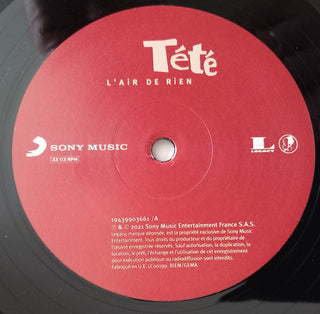 Tété
L'AiR DE RiEN
SONY MUSIC
33 1/3 RPM
LEGACY
19439903661 /A
℗ & © 2021 Sony Music Entertainment France S.A.S.
Legacy, marque déposée, est la propriété exclusive de Sony Music
Entertainment. Tous droits du producteur et du propriétaire de
l'œuvre enregistrée réservés. Sauf autorisation, la duplication, la
location, le prêt, l'échange et l'utilisation de cet enregistrement
pour exécution publique ou radiodiffusion sont interdits.
Fabriqué en U.E. LC00199. BIEM/GEMA